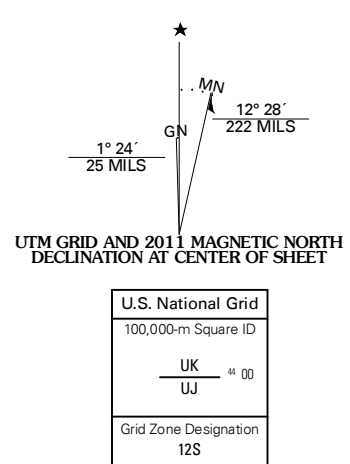 MN
GN
12° 28´
222 MILS
1° 24´
25 MILS
UTM GRID AND 2011 MAGNETIC NORTH
DECLINATION AT CENTER OF SHEET
U.S. National Grid
100,000-m Square ID
UK
44 00
UJ
Grid Zone Designation
12S